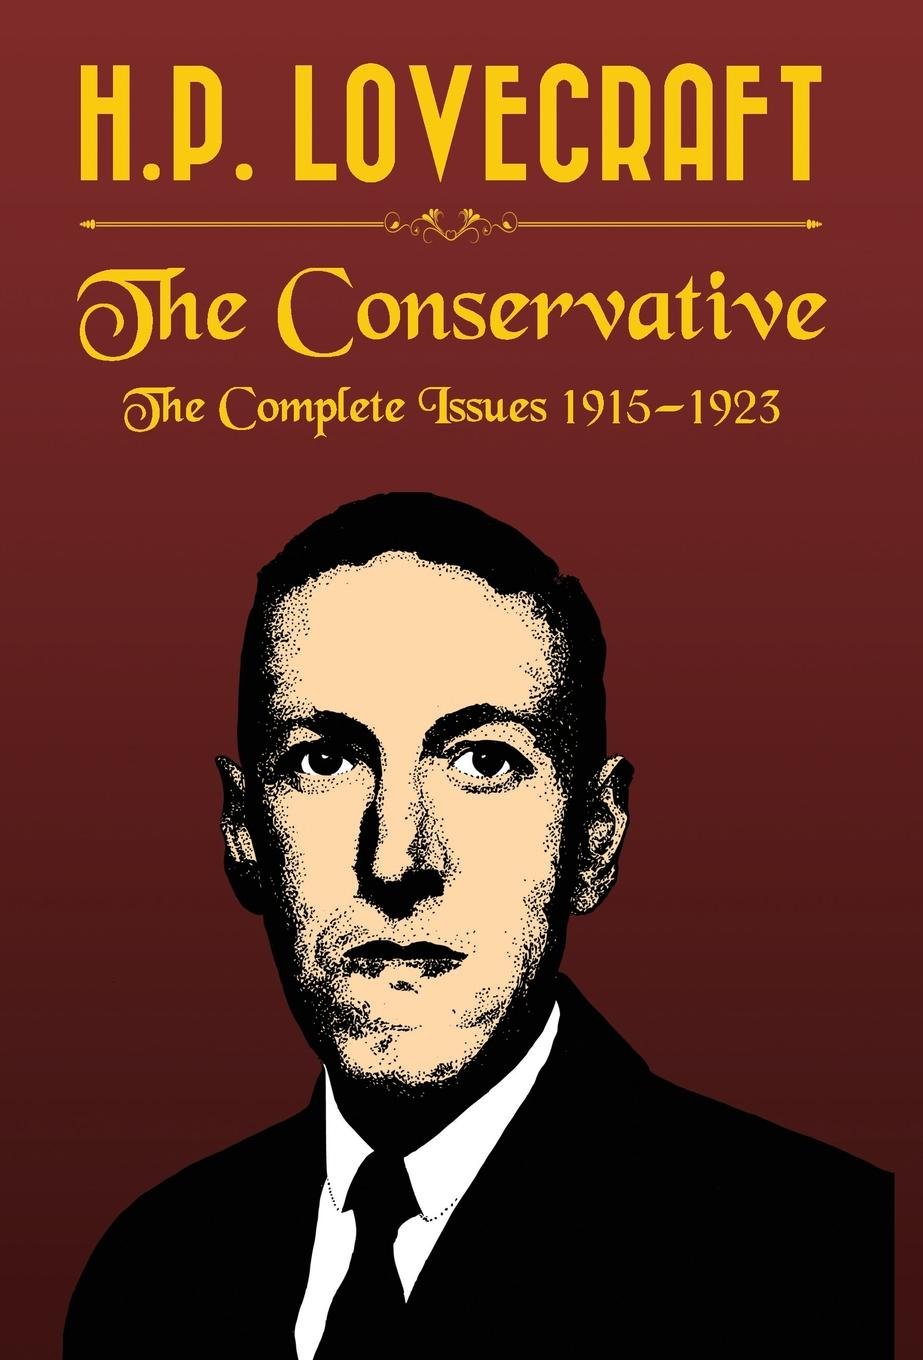 H.P. LOVECRAFT
The Conservative
The Complete Issues 1915–1923